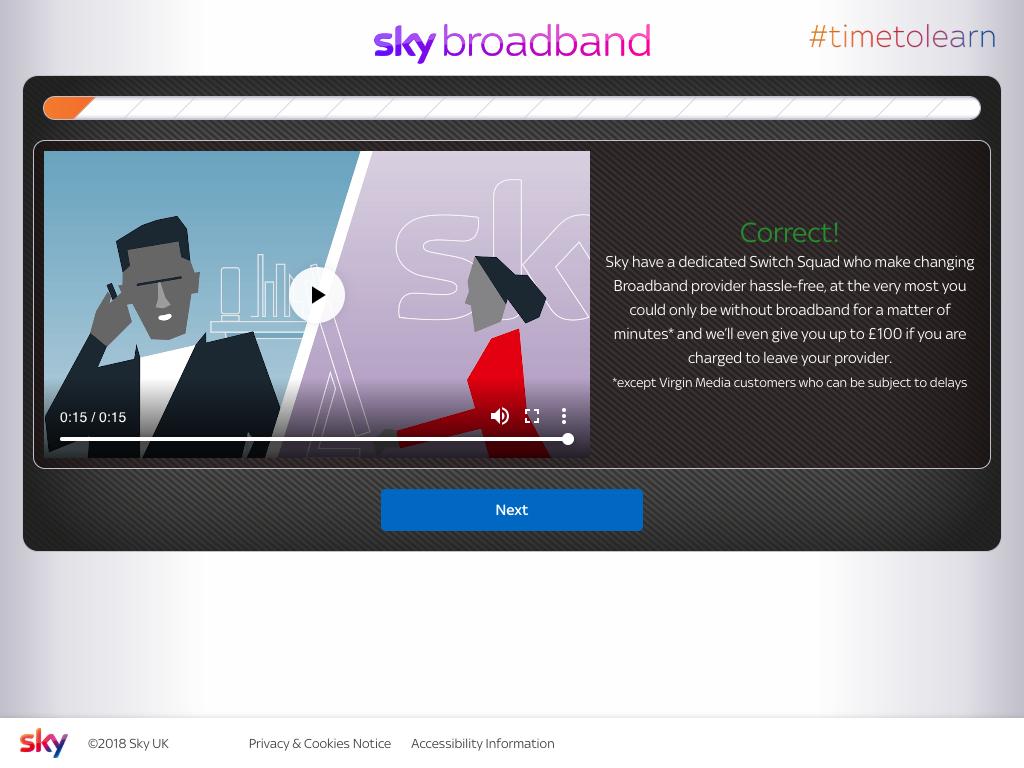 sky broadband
#timetolearn
sk
Correct!
Sky have a dedicated Switch Squad who make changing
Broadband provider hassle-free, at the very most you
could only be without broadband for a matter of
minutes* and we'll even give you up to £100 if you are
charged to leave your provider.
*except Virgin Media customers who can be subject to delays
0:15 / 0:15
Next
sky
©2018 Sky UK
Privacy & Cookies Notice
Accessibility Information